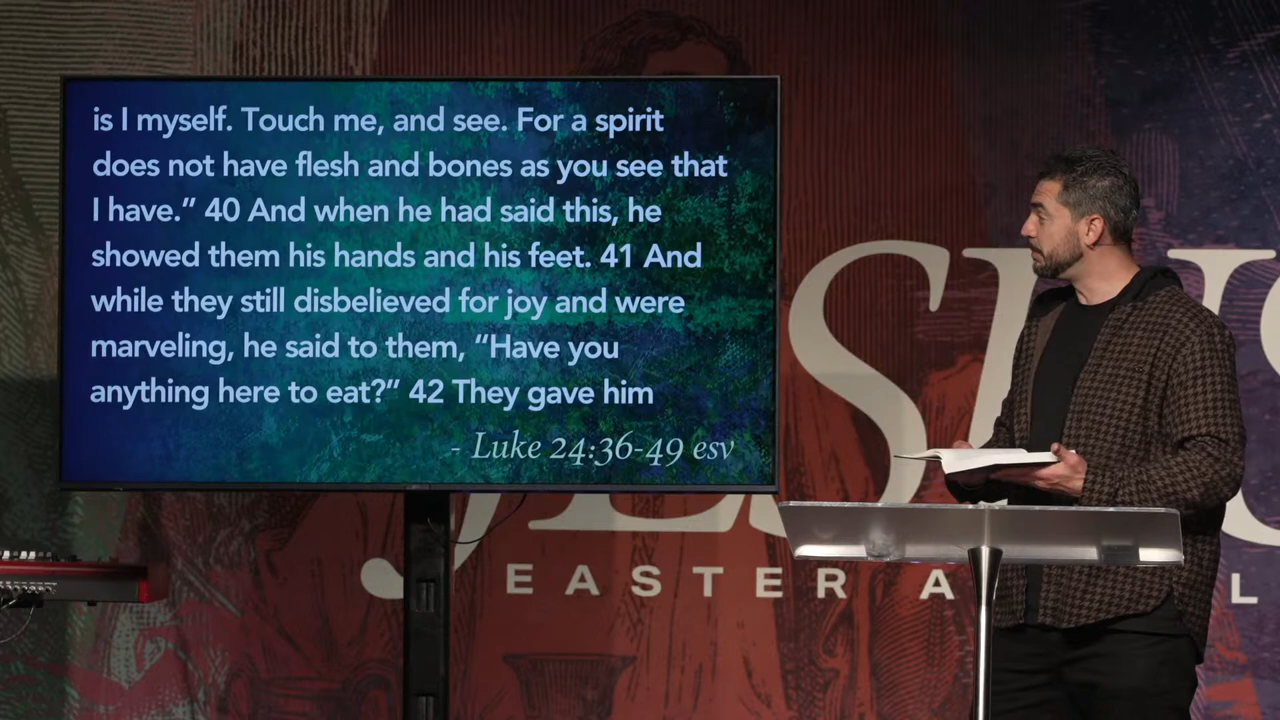 is I myself. Touch me, and see. For a spirit
does not have flesh and bones as you see that
I have.” 40 And when he had said this, he
showed them his hands and his feet. 41 And
while they still disbelieved for joy and were
marveling, he said to them, “Have you
anything here to eat?” 42 They gave him
- Luke 24:36-49 esv
JESUS
EASTER A